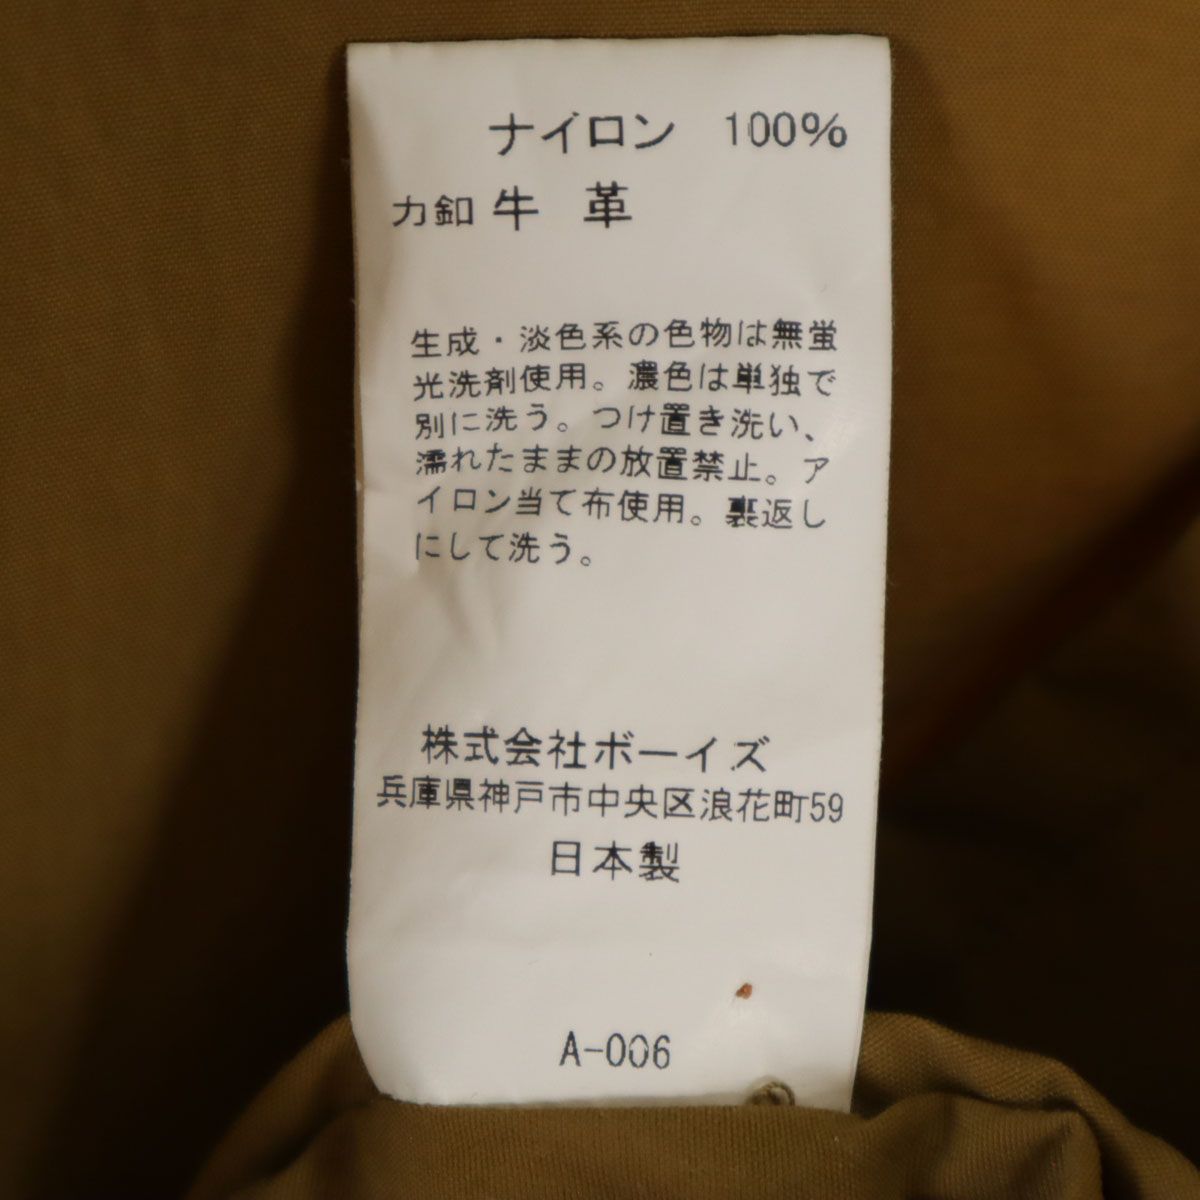 ナイロン 100%
力釦 牛 革
生成・淡色系の色物は無蛍
光洗剤使用。濃色は単独で
別に洗う。つけ置き洗い、
濡れたままの放置禁止。ア
イロン当て布使用。裏返し
にして洗う。
株式会社ボーイズ
兵庫県神戸市中央区浪花町59
日本製
A-006